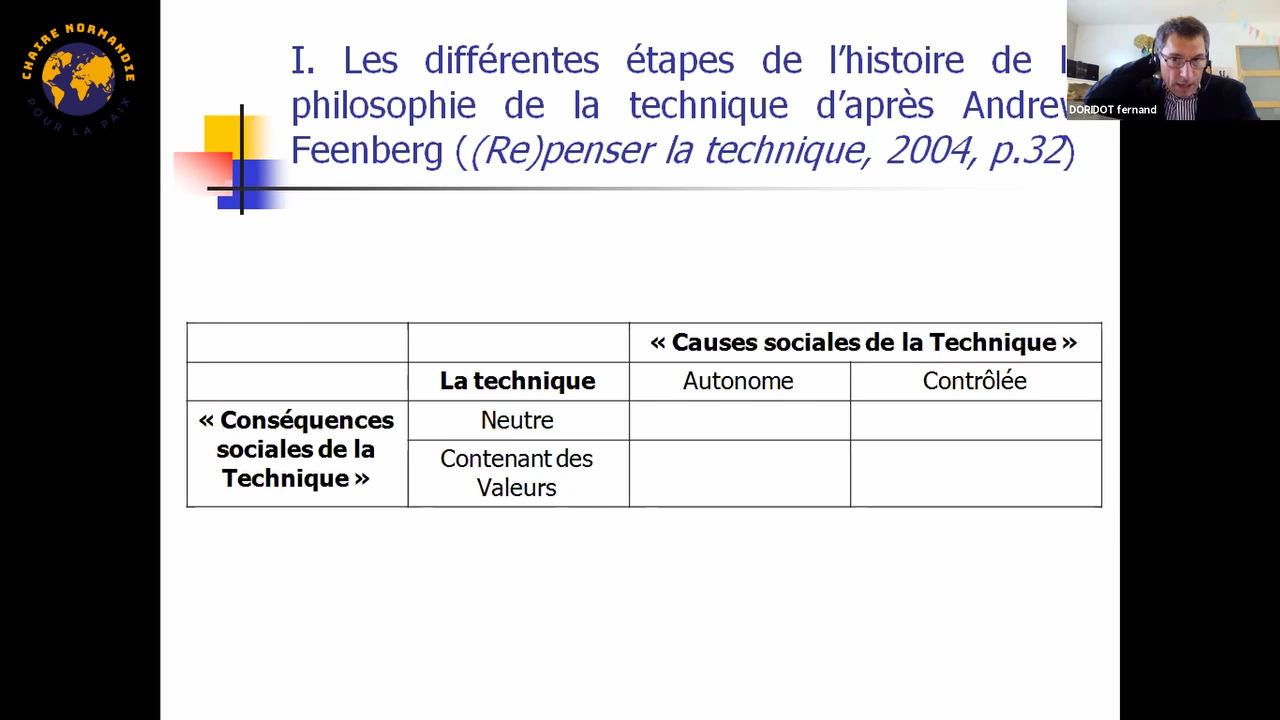 CHAIRE NORMANDIE
POUR LA PAIX
I. Les différentes étapes de l'histoire de l
philosophie de la technique d'après Andrew
Feenberg ((Re)penser la technique, 2004, p.32)
DORIDOT fernand
« Causes sociales de la Technique »
La technique
Autonome
Contrôlée
« Conséquences
sociales de la
Technique »
Neutre
Contenant des
Valeurs